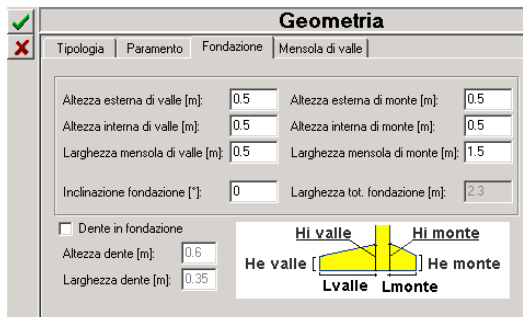 Geometria
Tipologia Paramento Fondazione Mensola di valle
Altezza esterna di valle [m]: 0.5 Altezza esterna di monte [m]: 0.5
Altezza interna di valle [m]: 0.5 Altezza interna di monte [m]: 0.5
Larghezza mensola di valle [m]: 0.5 Larghezza mensola di monte [m]: 1.5
Inclinazione fondazione [°]: 0 Larghezza tot. fondazione [m]: 2.3
Dente in fondazione
Altezza dente [m]: 0.6
Larghezza dente [m]: 0.35
Hi valle Hi monte
He valle He monte
Lvalle Lmonte